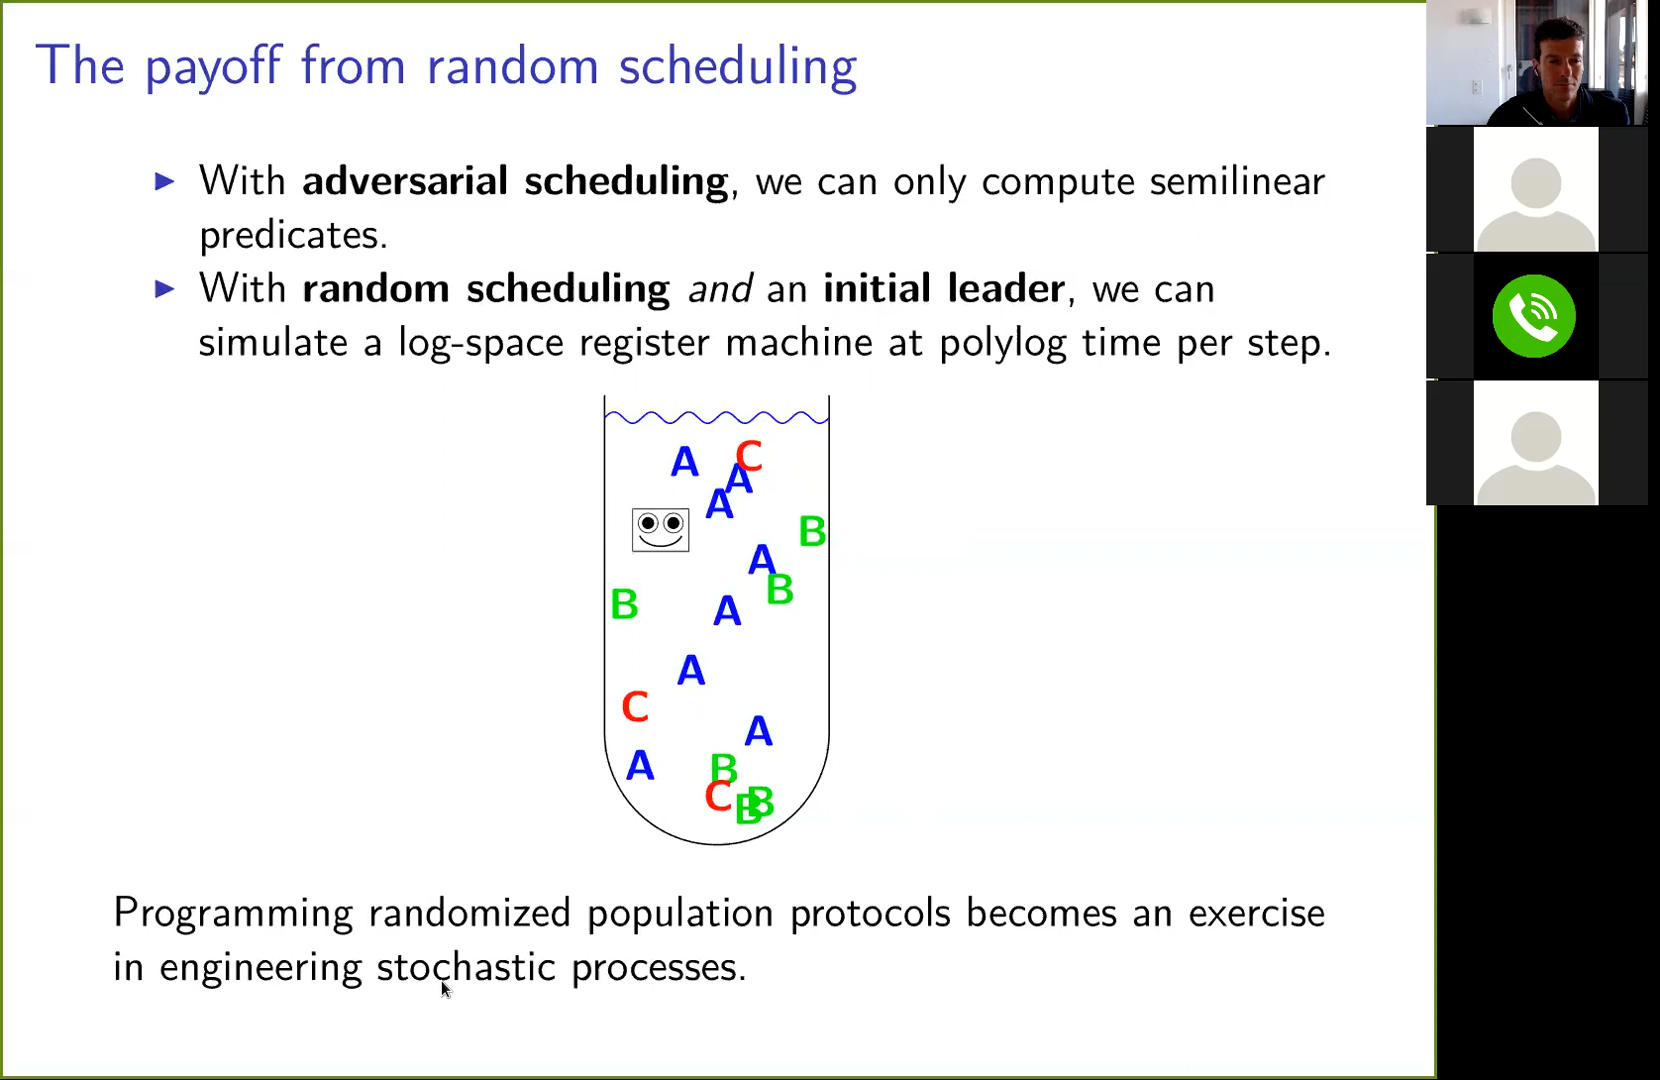 The payoff from random scheduling
▶ With adversarial scheduling, we can only compute semilinear
predicates.
▶ With random scheduling and an initial leader, we can
simulate a log-space register machine at polylog time per step.
A
C
A
A
B
A
B
B
A
A
C
A
A
B
C
B
B
Programming randomized population protocols becomes an exercise
in engineering stochastic processes.